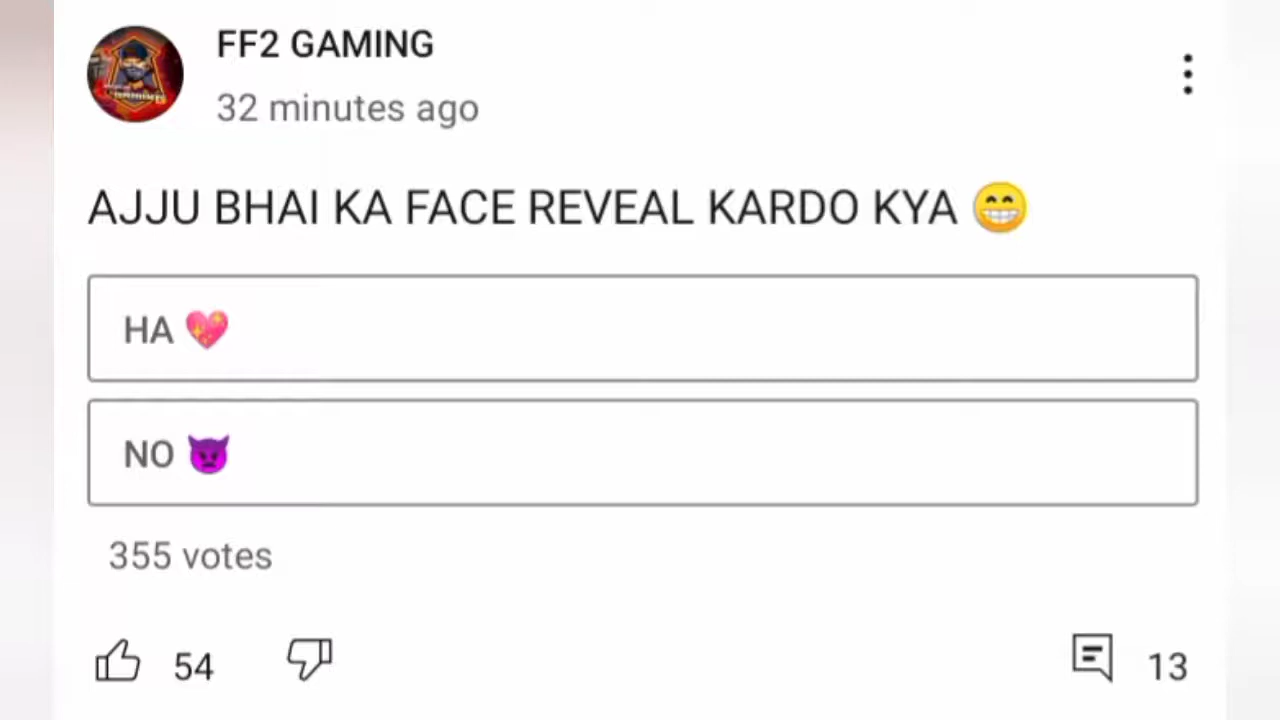 FF2 GAMING
32 minutes ago
AJJU BHAI KA FACE REVEAL KARDO KYA 😁
HA 💖
NO 👿
355 votes
54
13